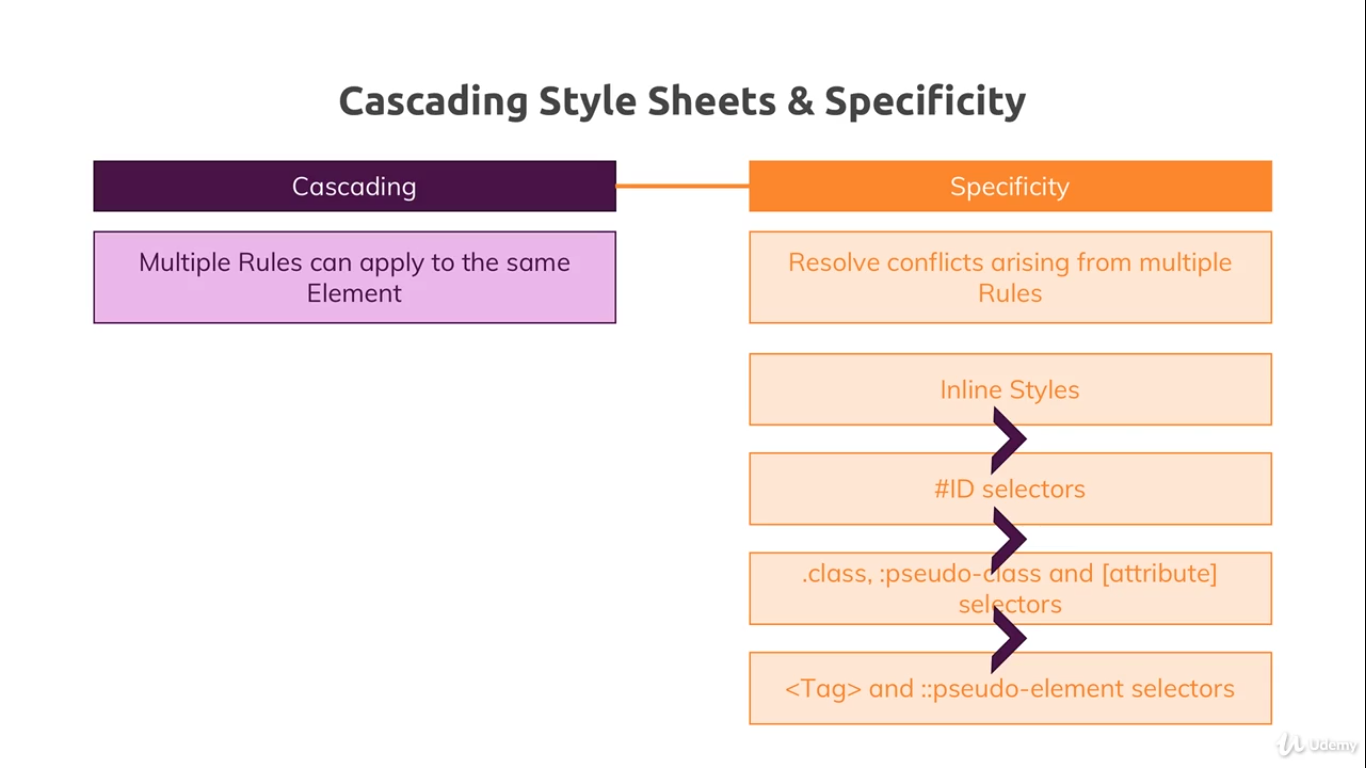 Cascading Style Sheets & Specificity
Cascading
Multiple Rules can apply to the same
Element
Specificity
Resolve conflicts arising from multiple
Rules
Inline Styles
#ID selectors
.class, :pseudo-class and [attribute]
selectors
<Tag> and ::pseudo-element selectors
Udemy